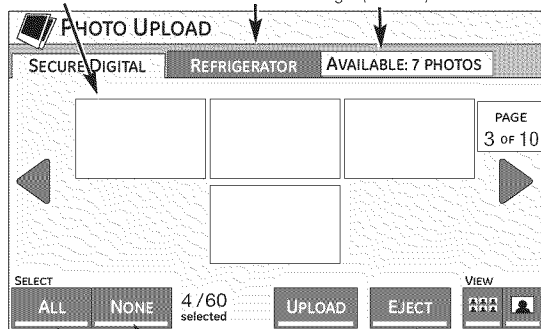 PHOTO UPLOAD
SECURE DIGITAL REFRIGERATOR AVAILABLE: 7 PHOTOS
PAGE
3 OF 10
SELECT
ALL NONE 4/60 selected UPLOAD EJECT
VIEW